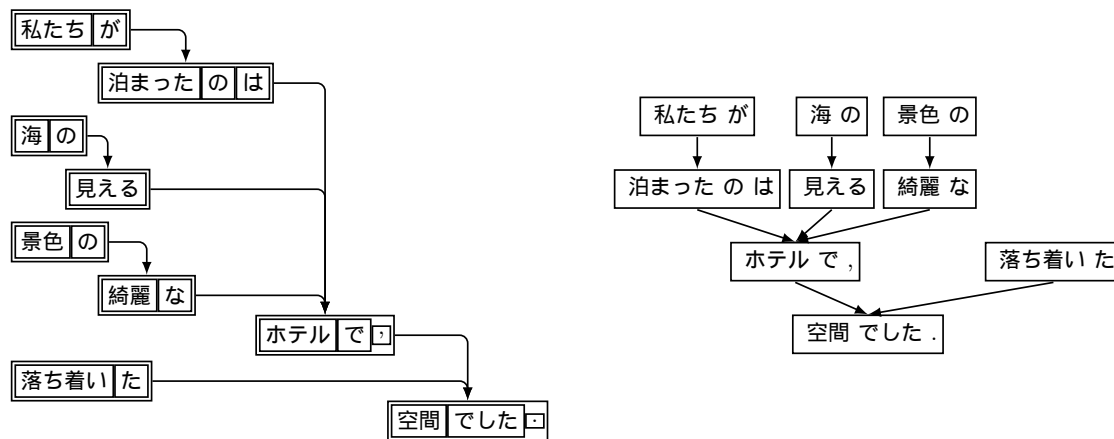 私たち が
泊まった の は
海 の
見える
景色 の
綺麗 な
ホテル で ,
落ち着い た
空間 でした .
私たち が 海 の 景色 の
泊まった の は 見える 綺麗 な
ホテル で , 落ち着い た
空間 でした .